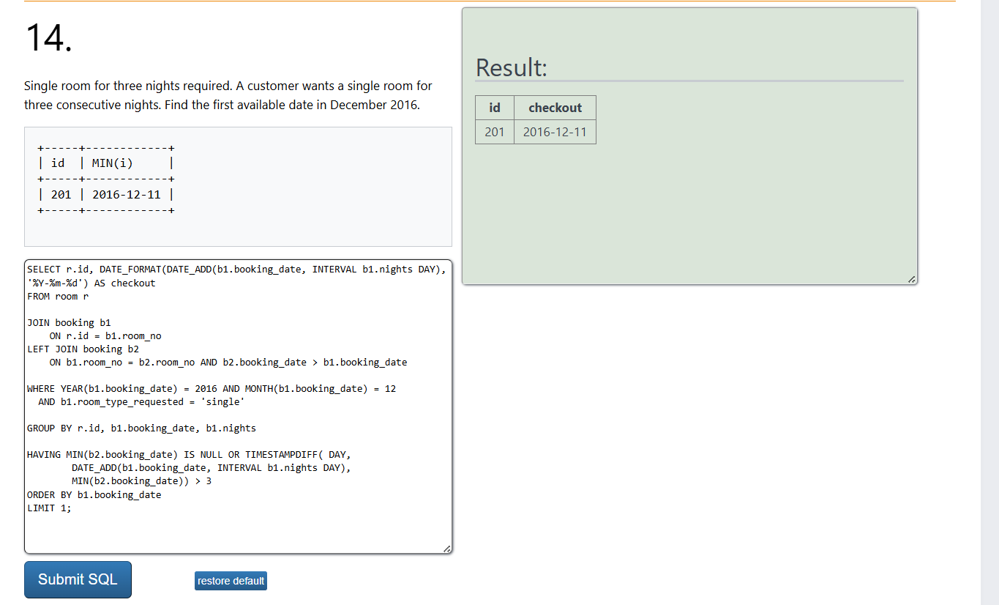 14.
Single room for three nights required. A customer wants a single room for
three consecutive nights. Find the first available date in December 2016.
+-----+------------+
| id  | MIN(i)     |
+-----+------------+
| 201 | 2016-12-11 |
+-----+------------+
SELECT r.id, DATE_FORMAT(DATE_ADD(b1.booking_date, INTERVAL b1.nights DAY),
'%Y-%m-%d') AS checkout
FROM room r
JOIN booking b1
    ON r.id = b1.room_no
LEFT JOIN booking b2
    ON b1.room_no = b2.room_no AND b2.booking_date > b1.booking_date
WHERE YEAR(b1.booking_date) = 2016 AND MONTH(b1.booking_date) = 12
  AND b1.room_type_requested = 'single'
GROUP BY r.id, b1.booking_date, b1.nights
HAVING MIN(b2.booking_date) IS NULL OR TIMESTAMPDIFF( DAY,
        DATE_ADD(b1.booking_date, INTERVAL b1.nights DAY),
        MIN(b2.booking_date)) > 3
ORDER BY b1.booking_date
LIMIT 1;
Submit SQL
restore default
Result:
id checkout
201 2016-12-11